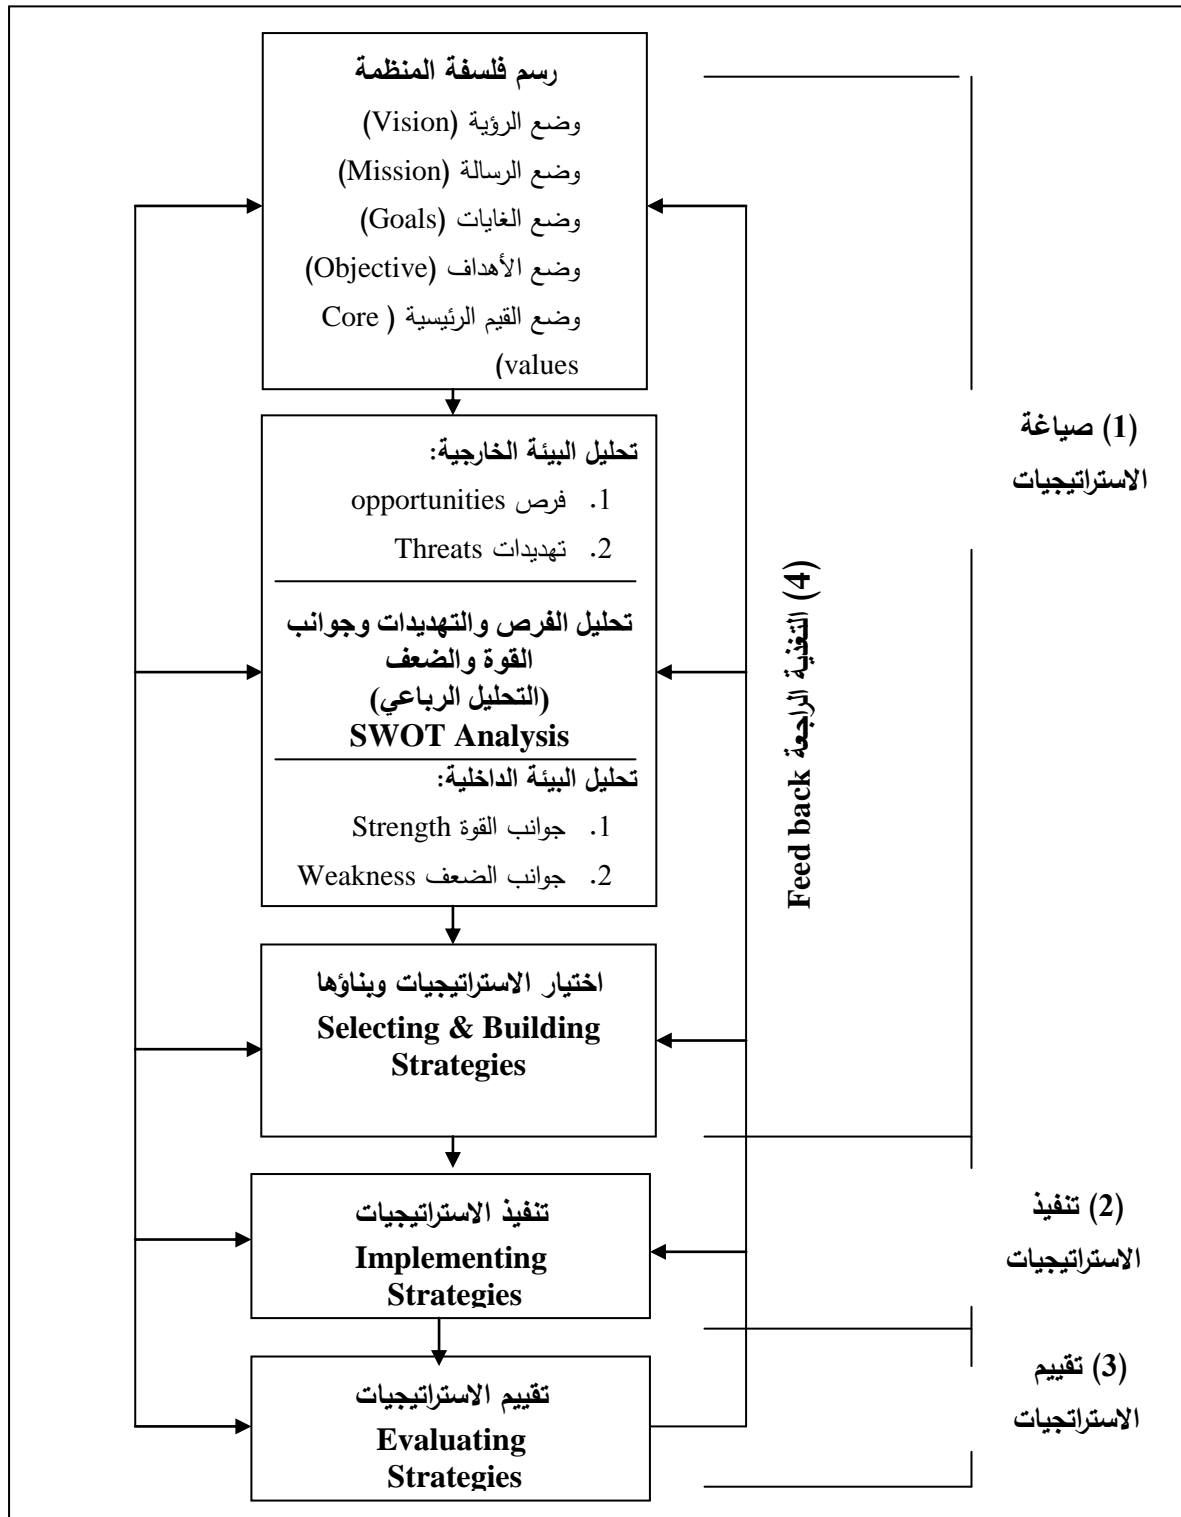 رسم فلسفة المنظمة
وضع الرؤية (Vision)
وضع الرسالة (Mission)
وضع الغايات (Goals)
وضع الأهداف (Objective)
وضع القيم الرئيسية ( Core
values)
تحليل البيئة الخارجية:
1. فرص opportunities
2. تهديدات Threats
تحليل الفرص والتهديدات وجوانب
القوة والضعف
(التحليل الرباعي)
SWOT Analysis
تحليل البيئة الداخلية:
1. جوانب القوة Strength
2. جوانب الضعف Weakness
اختيار الاستراتيجيات وبناؤها
Selecting & Building
Strategies
تنفيذ الاستراتيجيات
Implementing
Strategies
تقييم الاستراتيجيات
Evaluating
Strategies
(4) التغذية الراجعة Feed back
(1) صياغة
الاستراتيجيات
(2) تنفيذ
الاستراتيجيات
(3) تقييم
الاستراتجيات